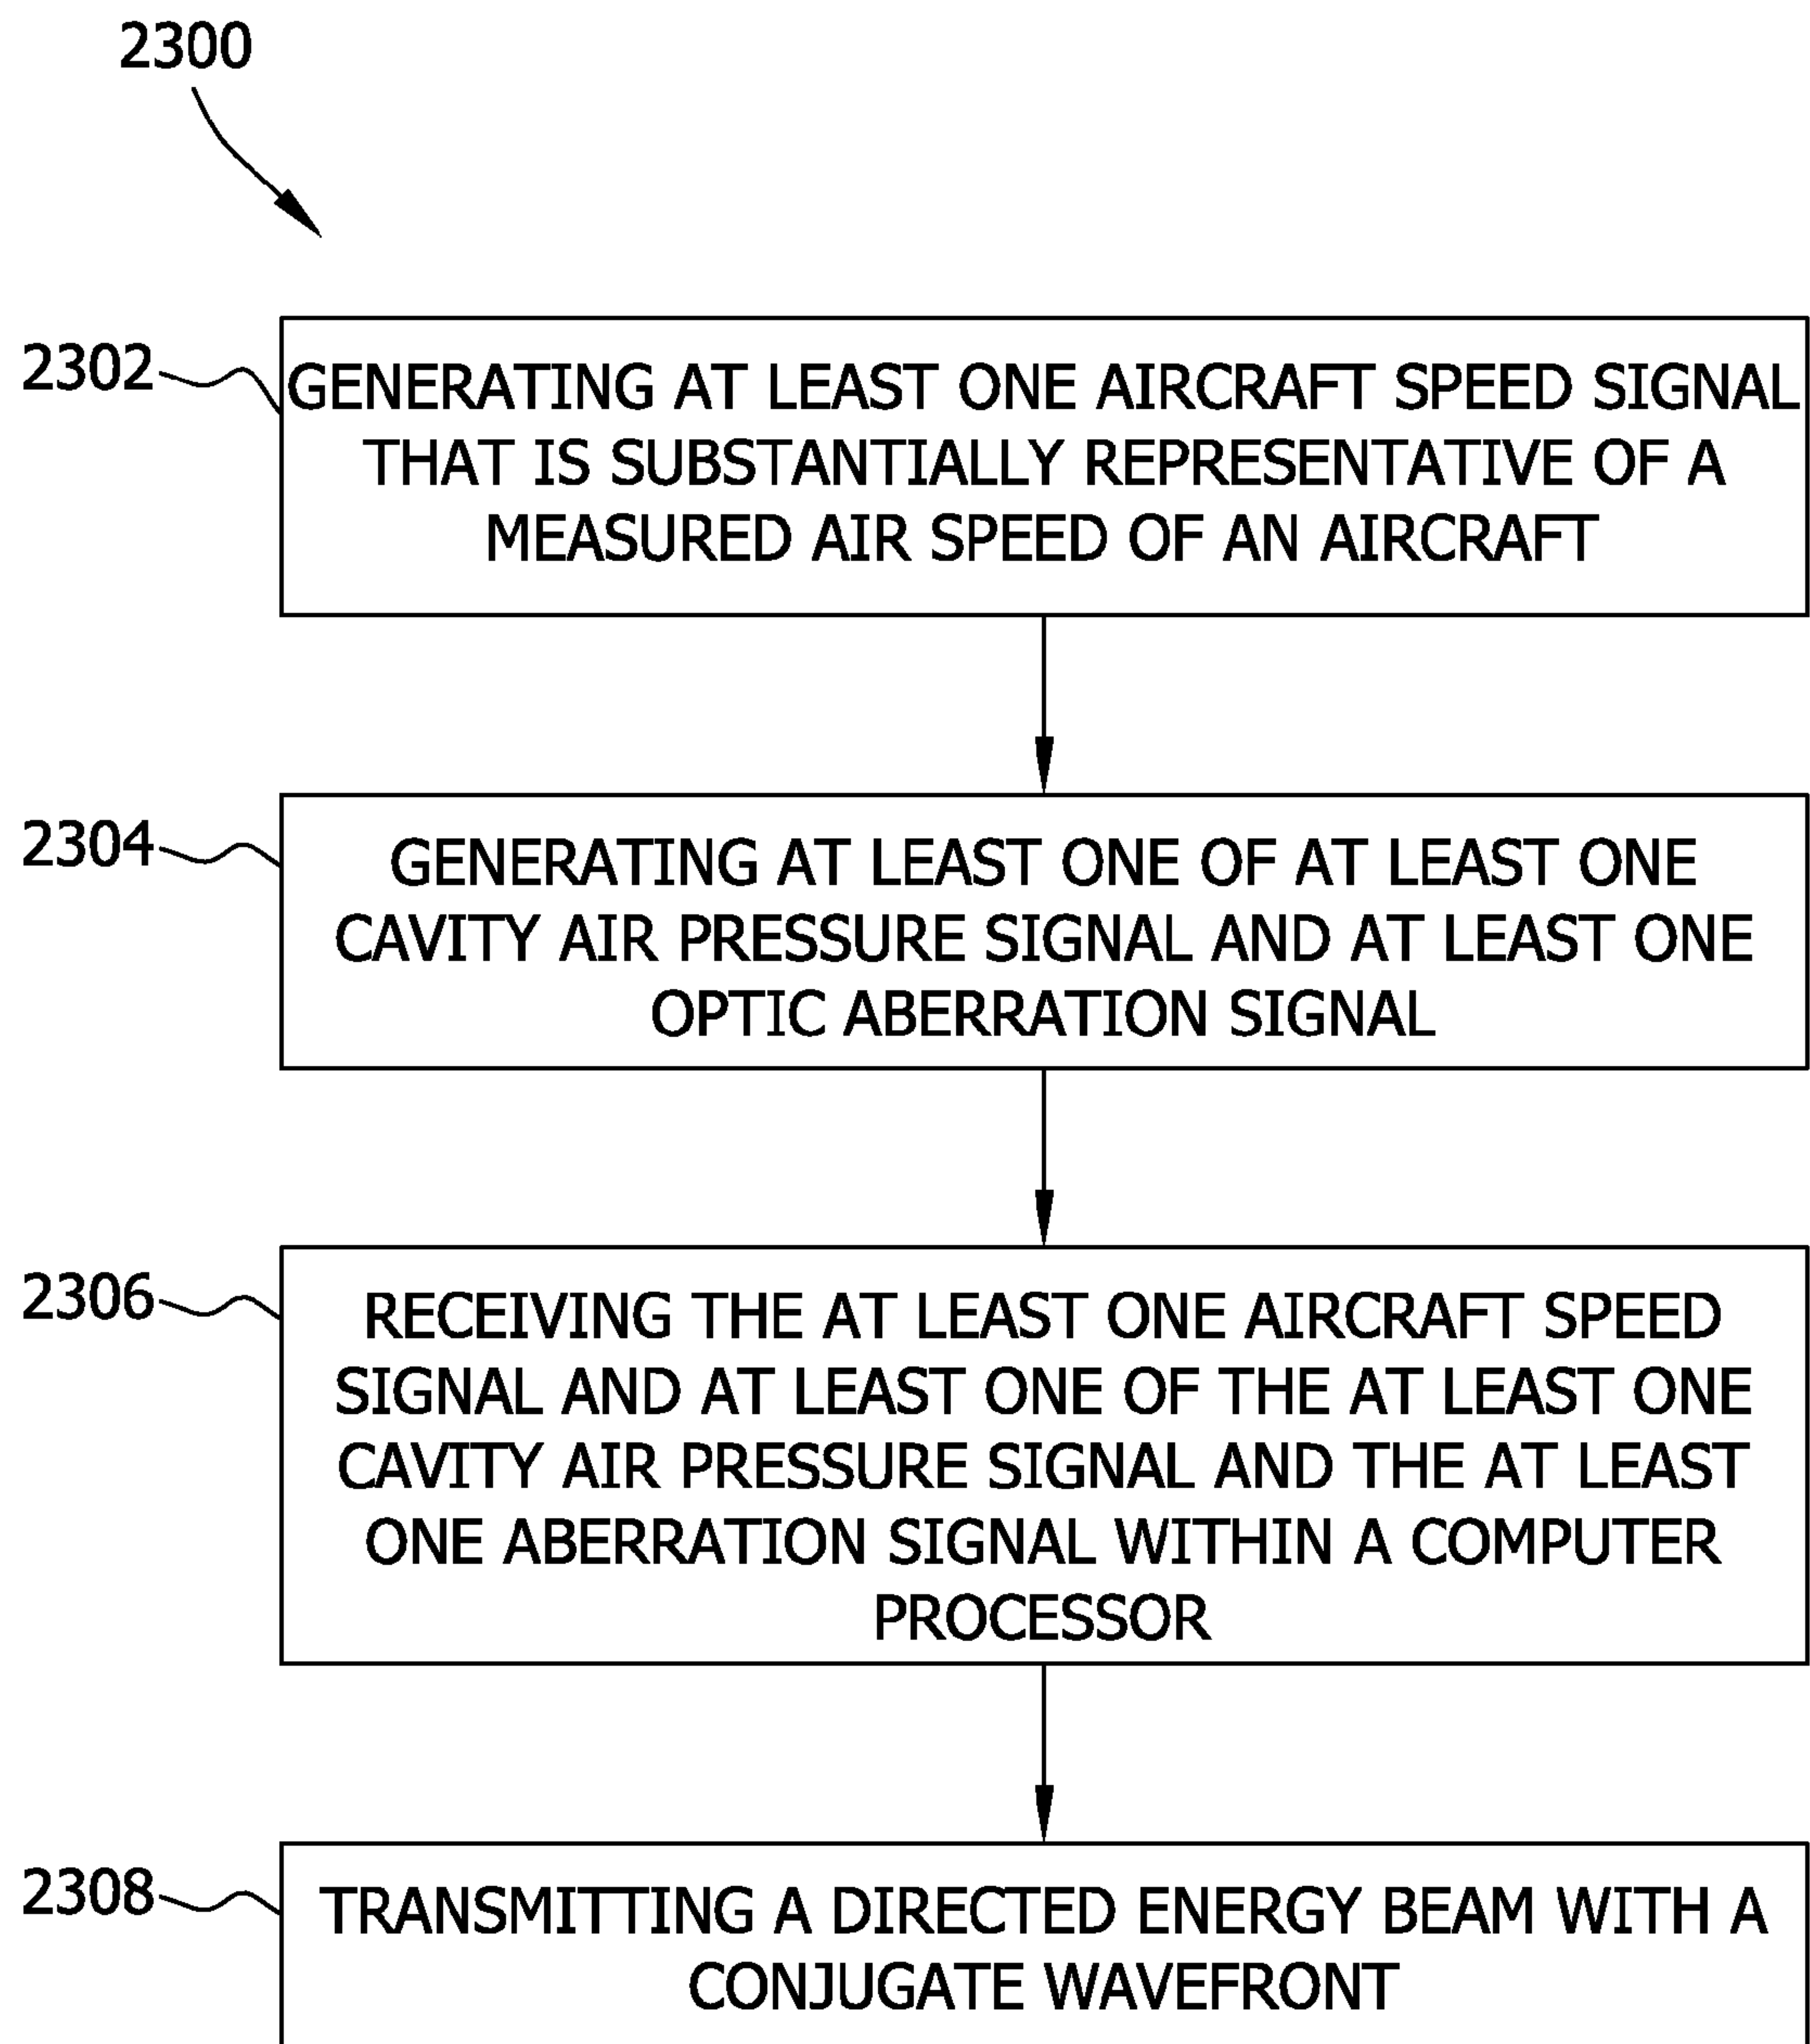 2300
2302
GENERATING AT LEAST ONE AIRCRAFT SPEED SIGNAL
THAT IS SUBSTANTIALLY REPRESENTATIVE OF A
MEASURED AIR SPEED OF AN AIRCRAFT
2304
GENERATING AT LEAST ONE OF AT LEAST ONE
CAVITY AIR PRESSURE SIGNAL AND AT LEAST ONE
OPTIC ABERRATION SIGNAL
2306
RECEIVING THE AT LEAST ONE AIRCRAFT SPEED
SIGNAL AND AT LEAST ONE OF THE AT LEAST ONE
CAVITY AIR PRESSURE SIGNAL AND THE AT LEAST
ONE ABERRATION SIGNAL WITHIN A COMPUTER
PROCESSOR
2308
TRANSMITTING A DIRECTED ENERGY BEAM WITH A
CONJUGATE WAVEFRONT